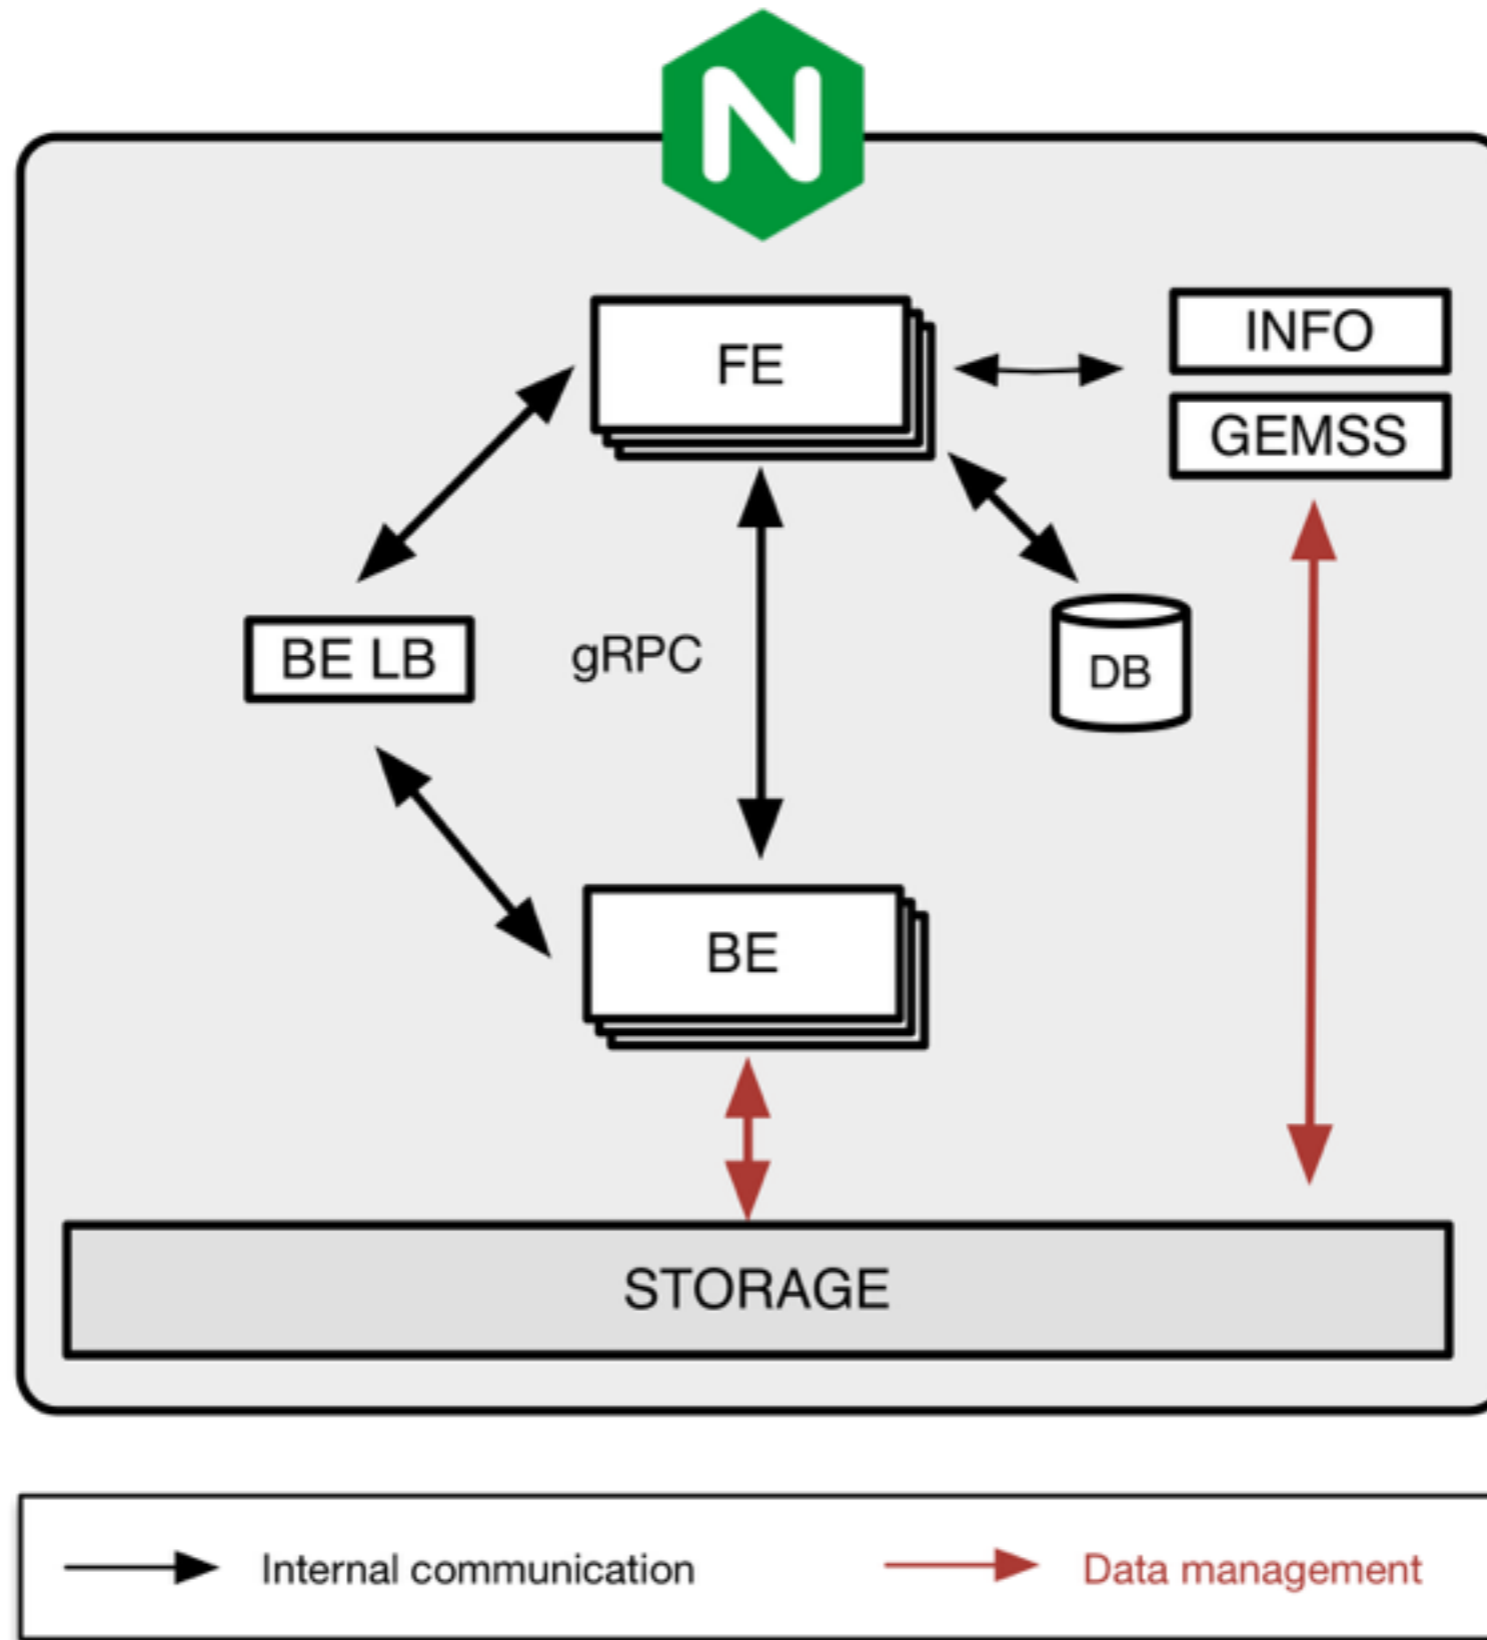 N
FE
INFO
GEMSS
BE LB
gRPC
DB
BE
STORAGE
Internal communication
Data management